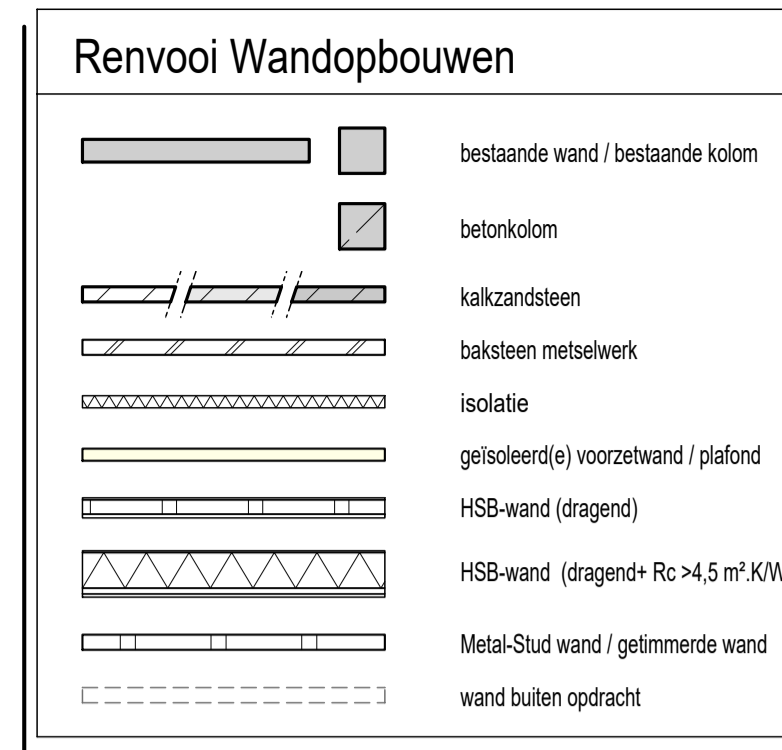 Renvooi Wandopbouwen
bestaande wand / bestaande kolom
betonkolom
kalkzandsteen
baksteen metselwerk
isolatie
geïsoleerd(e) voorzetwand / plafond
HSB-wand (dragend)
HSB-wand (dragend+ Rc >4,5 m².K/W
Metal-Stud wand / getimmerde wand
wand buiten opdracht